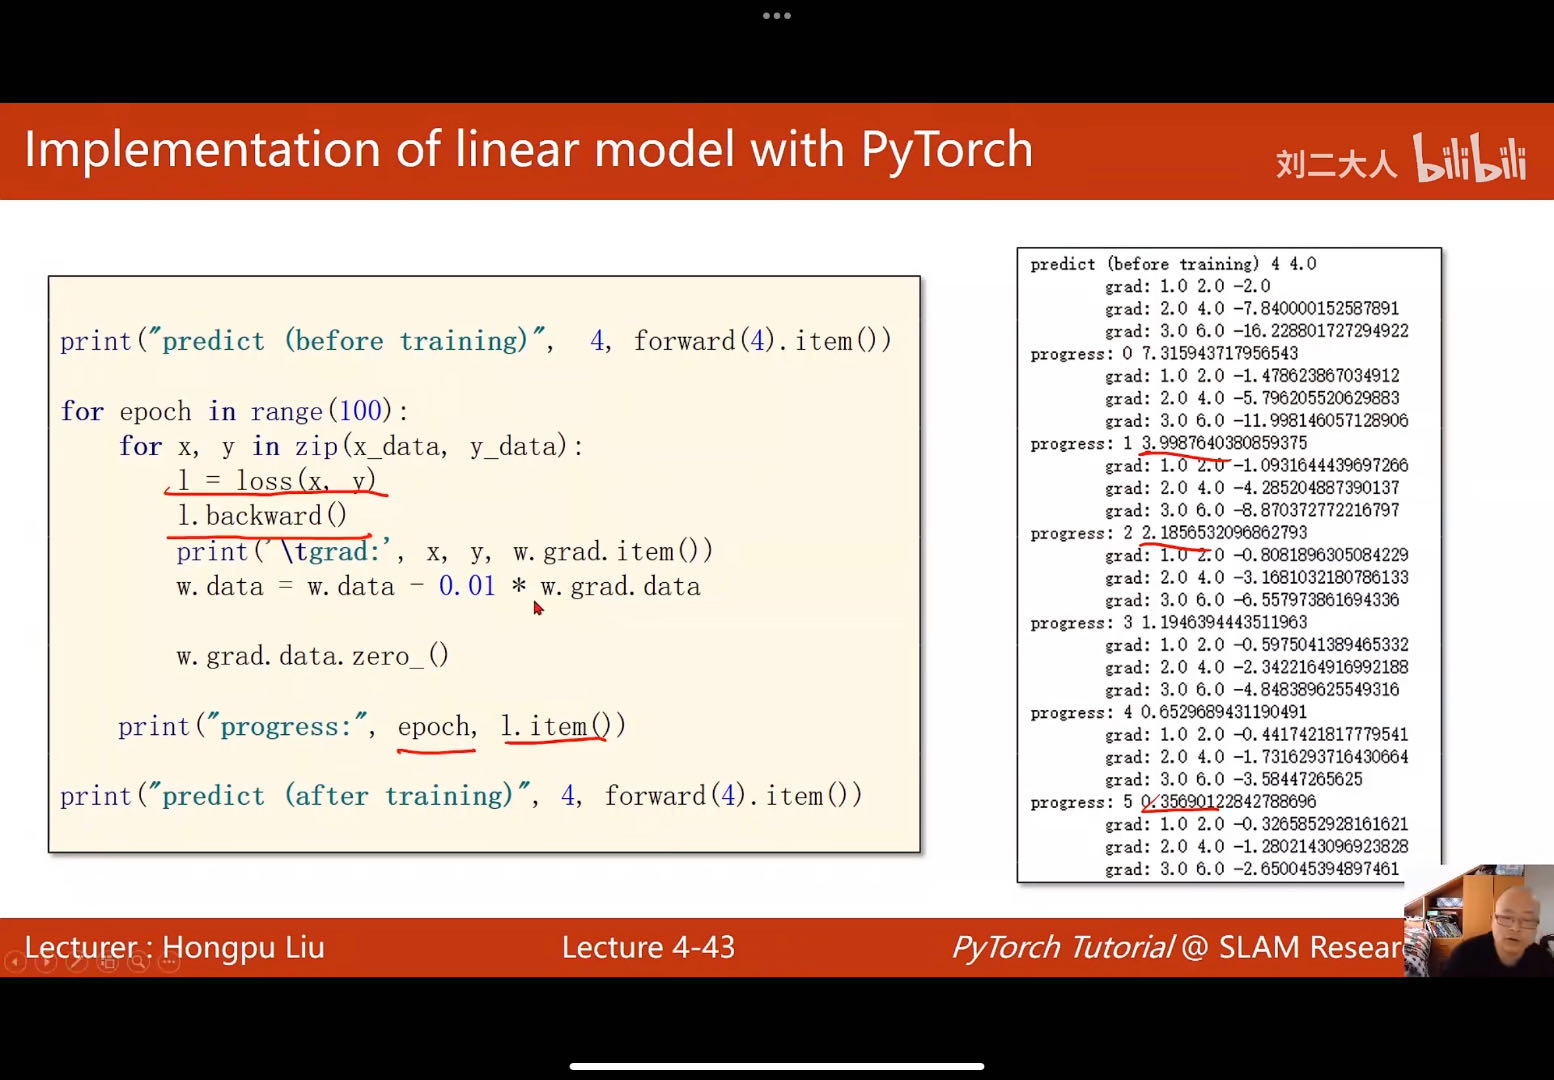 Implementation of linear model with PyTorch
刘二大人 bilibili
print("predict (before training)", 4, forward(4).item())
for epoch in range(100):
for x, y in zip(x_data, y_data):
l = loss(x, y)
l.backward()
print('\tgrad:', x, y, w.grad.item())
w.data = w.data - 0.01 * w.grad.data
w.grad.data.zero_()
print("progress:", epoch, l.item())
print("predict (after training)", 4, forward(4).item())
predict (before training) 4 4.0
grad: 1.0 2.0 -2.0
grad: 2.0 4.0 -7.840000152587891
grad: 3.0 6.0 -16.228801727294922
progress: 0 7.315943717956543
grad: 1.0 2.0 -1.478623867034912
grad: 2.0 4.0 -5.796205520629883
grad: 3.0 6.0 -11.998146057128906
progress: 1 3.9987640380859375
grad: 1.0 2.0 -1.0931644439697266
grad: 2.0 4.0 -4.285204887390137
grad: 3.0 6.0 -8.870372772216797
progress: 2 2.1856532096862793
grad: 1.0 2.0 -0.8081896305084229
grad: 2.0 4.0 -3.1681032180786133
grad: 3.0 6.0 -6.557973861694336
progress: 3 1.1946394443511963
grad: 1.0 2.0 -0.5975041389465332
grad: 2.0 4.0 -2.3422164916992188
grad: 3.0 6.0 -4.848389625549316
progress: 4 0.6529689431190491
grad: 1.0 2.0 -0.4417421817779541
grad: 2.0 4.0 -1.7316293716430664
grad: 3.0 6.0 -3.58447265625
progress: 5 0.35690122842788696
grad: 1.0 2.0 -0.3265852928161621
grad: 2.0 4.0 -1.2802143096923828
grad: 3.0 6.0 -2.650045394897461
Lecturer : Hongpu Liu
Lecture 4-43
PyTorch Tutorial @ SLAM Resear